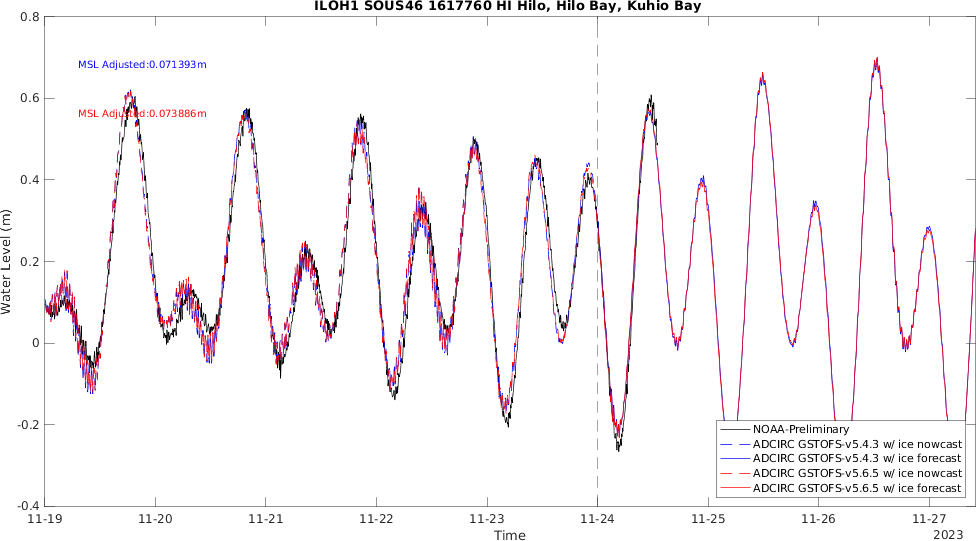 ILOH1 SOUS46 1617760 HI Hilo, Hilo Bay, Kuhio Bay
0.8
MSL Adjusted:0.071393m
0.6
MSL Adjusted:0.073886m
0.4
Water Level (m)
0.2
0
-0.2
NOAA-Preliminary
ADCIRC GSTOFS-v5.4.3 w/ ice nowcast
ADCIRC GSTOFS-v5.4.3 w/ ice forecast
ADCIRC GSTOFS-v5.6.5 w/ ice nowcast
ADCIRC GSTOFS-v5.6.5 w/ ice forecast
-0.4
11-19 11-20 11-21 11-22 11-23 11-24 11-25 11-26 11-27
Time
2023